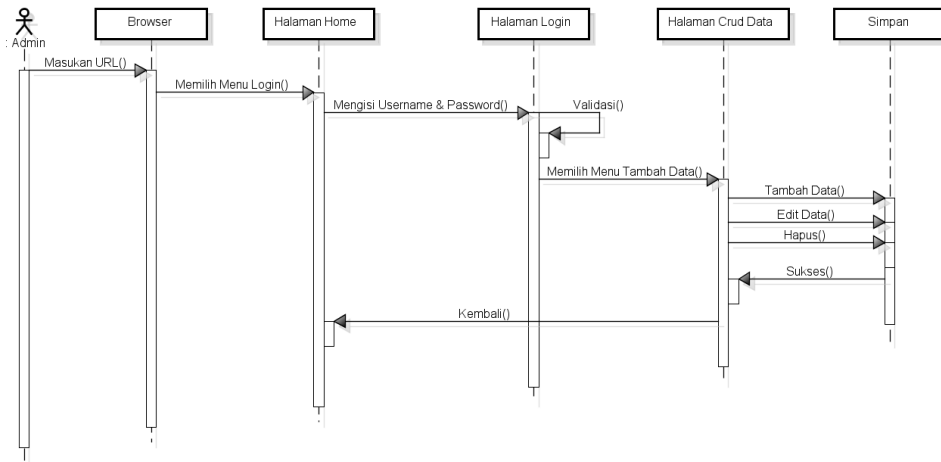 Browser
Halaman Home
Halaman Login
Halaman Crud Data
Simpan
: Admin
Masukan URL()
Memilih Menu Login()
Mengisi Username & Password()
Validasi()
Memilih Menu Tambah Data()
Tambah Data()
Edit Data()
Hapus()
Sukses()
Kembali()